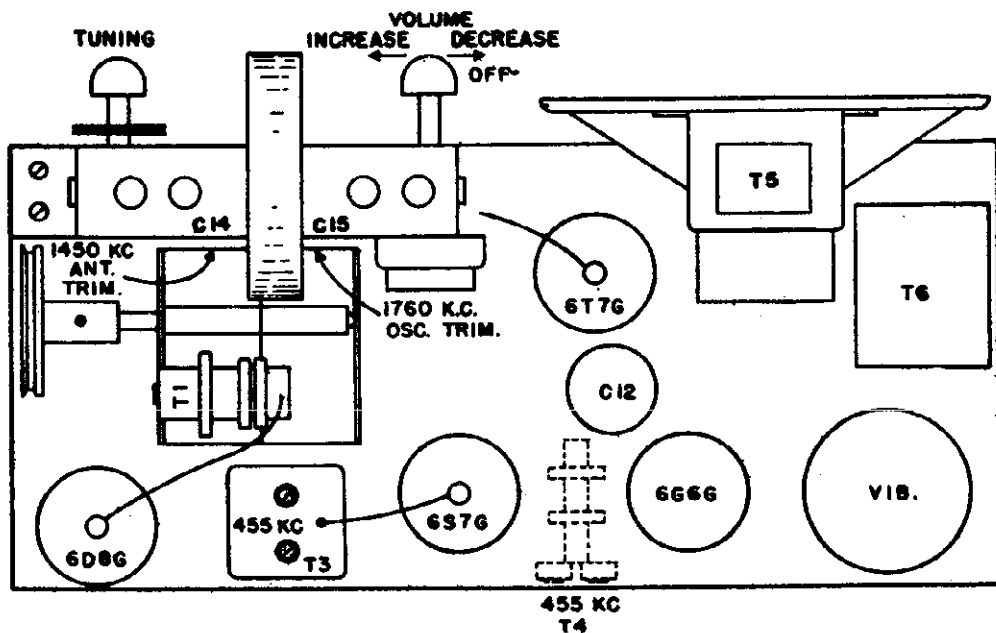 TUNING
VOLUME
INCREASE DECREASE
OFF-
T5
C14 C15
1450 KC
ANT.
TRIM.
1760 K.C.
OSC. TRIM.
6T7G
T6
T1
C12
6D8G
455 KC
T3
6S7G
6G6G
VIB.
455 KC
T4